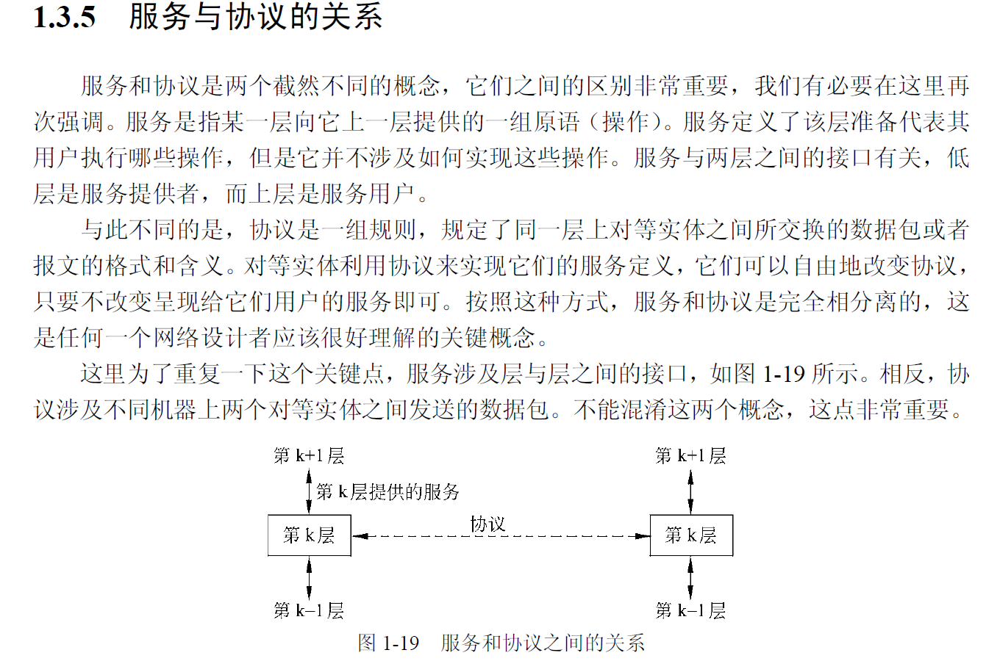 1.3.5 服务与协议的关系
服务和协议是两个截然不同的概念，它们之间的区别非常重要，我们有必要在这里再
次强调。服务是指某一层向它上一层提供的一组原语（操作）。服务定义了该层准备代表其
用户执行哪些操作，但是它并不涉及如何实现这些操作。服务与两层之间的接口有关，低
层是服务提供者，而上层是服务用户。
与此不同的是，协议是一组规则，规定了同一层上对等实体之间所交换的数据包或者
报文的格式和含义。对等实体利用协议来实现它们的服务定义，它们可以自由地改变协议，
只要不改变呈现给它们用户的服务即可。按照这种方式，服务和协议是完全相分离的，这
是任何一个网络设计者应该很好理解的关键概念。
这里为了重复一下这个关键点，服务涉及层与层之间的接口，如图 1-19 所示。相反，协
议涉及不同机器上两个对等实体之间发送的数据包。不能混淆这两个概念，这点非常重要。
第 k+1 层 第 k+1 层
第 k 层提供的服务
协议
第 k 层 第 k 层
第 k−1 层 第 k−1 层
图 1-19 服务和协议之间的关系